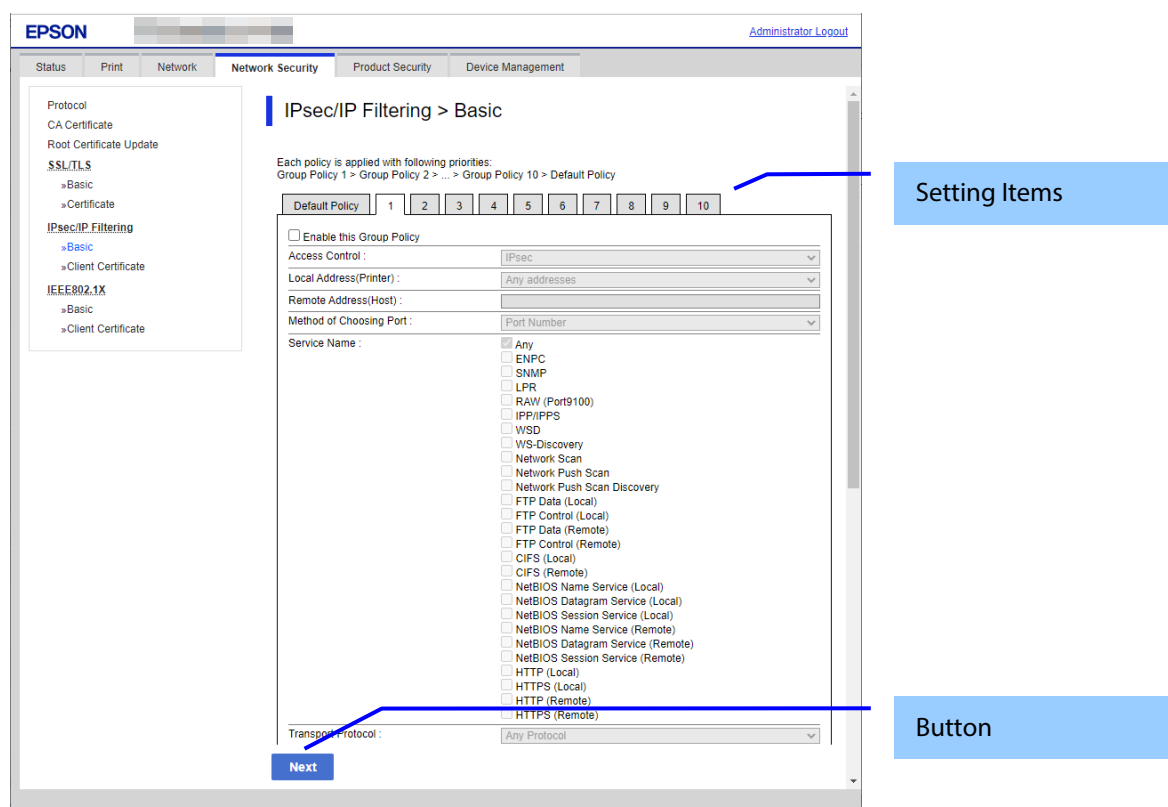 EPSON
Administrator Logout
Status Print Network Network Security Product Security Device Management
Protocol
CA Certificate
Root Certificate Update
SSL/TLS
»Basic
»Certificate
IPsec/IP Filtering
»Basic
»Client Certificate
IEEE802.1X
»Basic
»Client Certificate
IPsec/IP Filtering > Basic
Each policy is applied with following priorities:
Group Policy 1 > Group Policy 2 > ... > Group Policy 10 > Default Policy
Default Policy 1 2 3 4 5 6 7 8 9 10
Enable this Group Policy
Access Control : IPsec
Local Address(Printer) : Any addresses
Remote Address(Host) :
Method of Choosing Port : Port Number
Service Name : Any
ENPC
SNMP
LPR
RAW (Port9100)
IPP/IPPS
WSD
WS-Discovery
Network Scan
Network Push Scan
Network Push Scan Discovery
FTP Data (Local)
FTP Control (Local)
FTP Data (Remote)
FTP Control (Remote)
CIFS (Local)
CIFS (Remote)
NetBIOS Name Service (Local)
NetBIOS Datagram Service (Local)
NetBIOS Session Service (Local)
NetBIOS Name Service (Remote)
NetBIOS Datagram Service (Remote)
NetBIOS Session Service (Remote)
HTTP (Local)
HTTPS (Local)
HTTP (Remote)
HTTPS (Remote)
Transport Protocol : Any Protocol
Next
Setting Items
Button